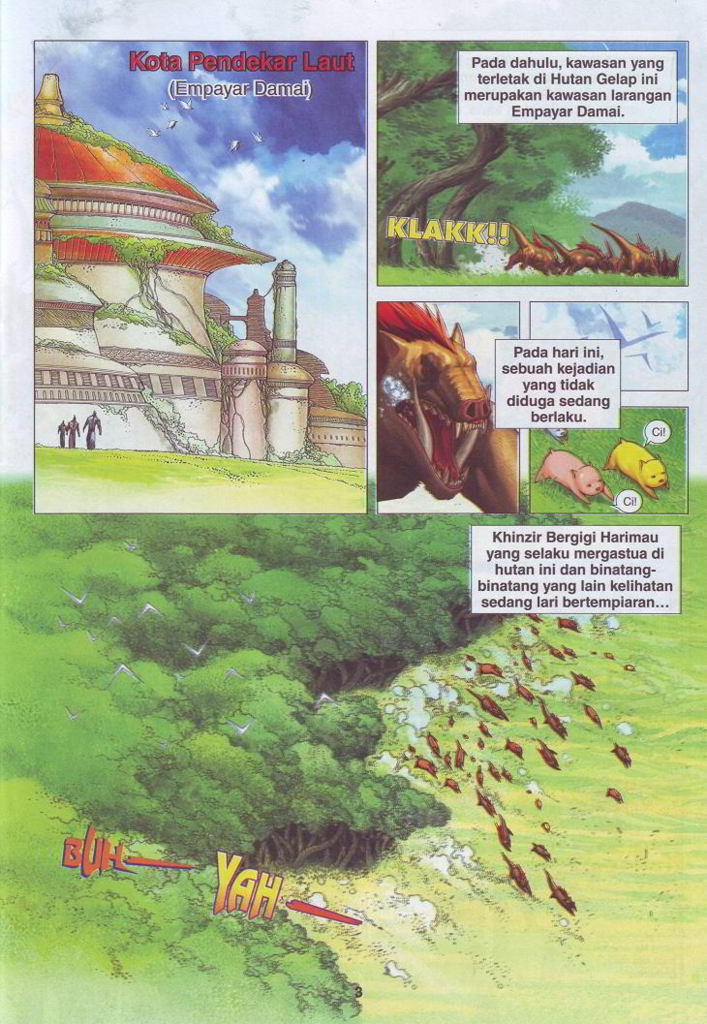 Kota Pendekar Laut
(Empayar Damai)
Pada dahulu, kawasan yang
terletak di Hutan Gelap ini
merupakan kawasan larangan
Empayar Damai.
KLAKK!!
Pada hari ini,
sebuah kejadian
yang tidak
diduga sedang
berlaku.
Ci!
Ci!
Khinzir Bergigi Harimau
yang selaku mergastua di
hutan ini dan binatang-
binatang yang lain kelihatan
sedang lari bertempiaran...
BUH
YAH
3